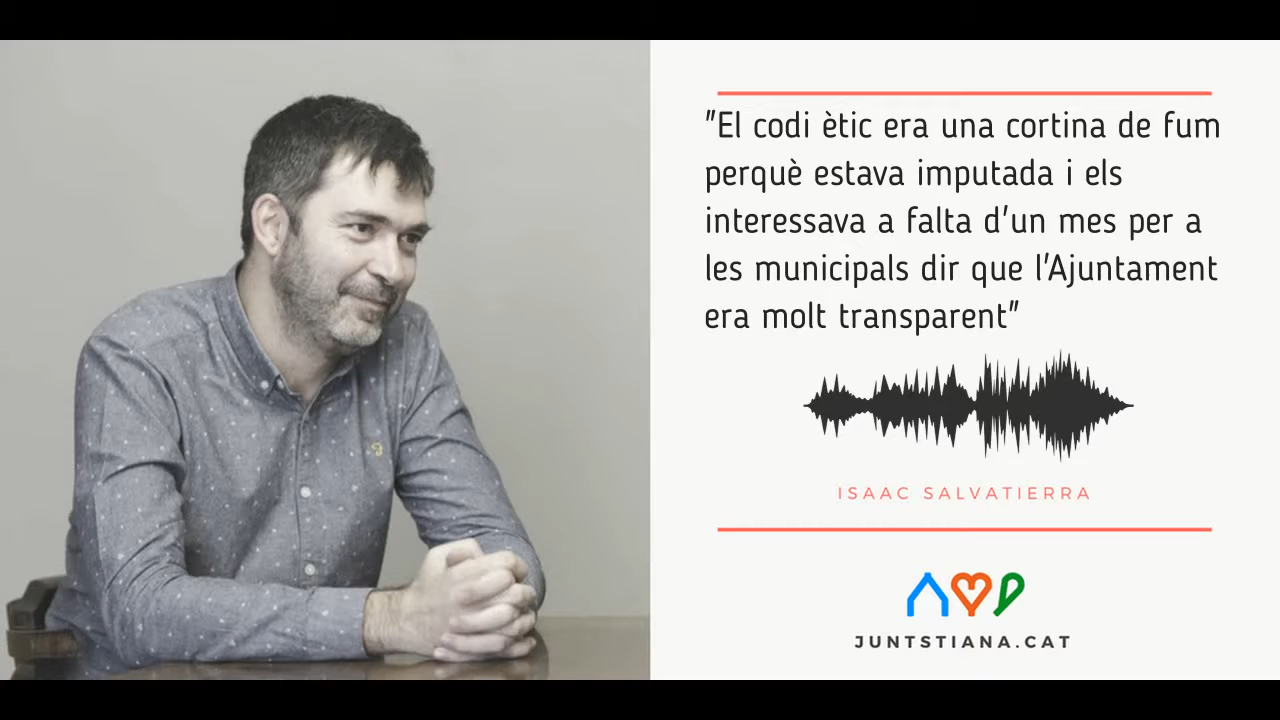 "El codi ètic era una cortina de fum
perquè estava imputada i els
interessava a falta d'un mes per a
les municipals dir que l'Ajuntament
era molt transparent"
ISAAC SALVATIERRA
JUNTSTIANA.CAT